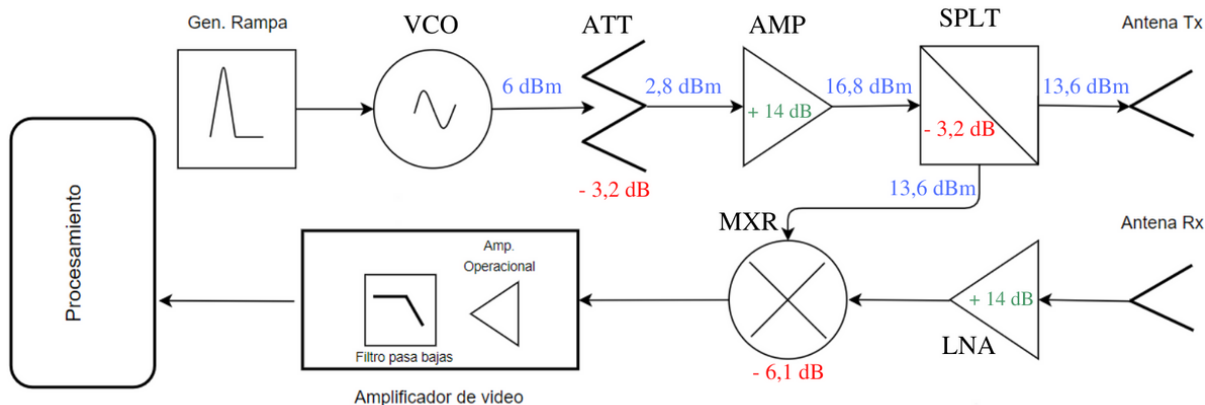 Gen. Rampa
VCO
ATT
AMP
SPLT
Antena Tx
6 dBm
2,8 dBm
16,8 dBm
13,6 dBm
+ 14 dB
- 3,2 dB
- 3,2 dB
13,6 dBm
MXR
Antena Rx
Procesamiento
Amp.
Operacional
+ 14 dB
Filtro pasa bajas
LNA
- 6,1 dB
Amplificador de video